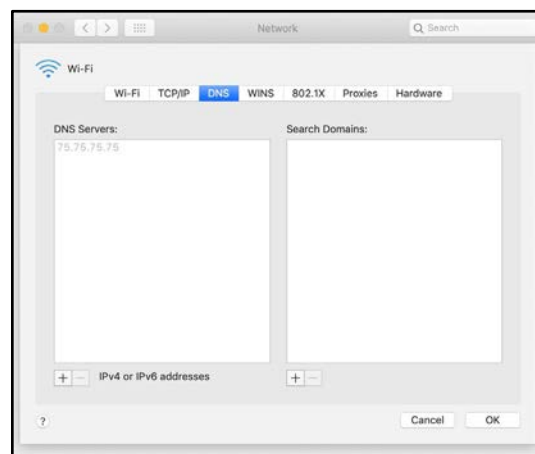 Network
Search
Wi-Fi
Wi-Fi TCP/IP DNS WINS 802.1X Proxies Hardware
DNS Servers: Search Domains:
75.75.75.75
+ − IPv4 or IPv6 addresses + −
? Cancel OK